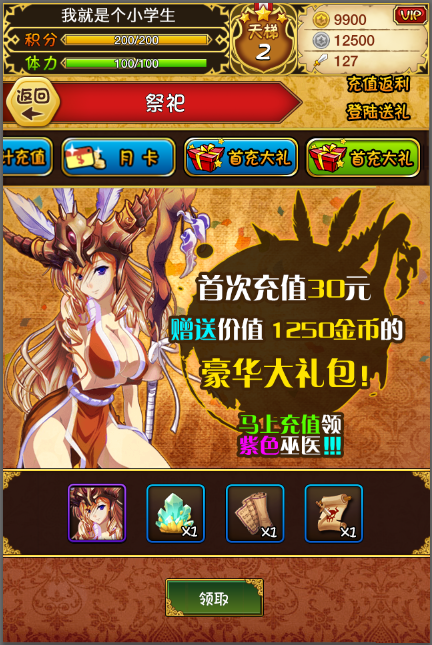 我就是个小学生
积分 200/200
体力 100/100
天梯
2
9900
12500
127
VIP
返回
祭祀
充值返利
登陆送礼
计充值
月卡
首充大礼
首充大礼
首次充值30元
赠送价值1250金币的
豪华大礼包!
马上充值领
紫色巫医!!!
X1
X1
X1
领取